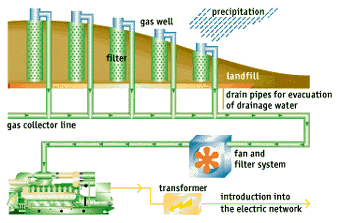 precipitation
gas well
filter
landfill
drain pipes for evacuation
of drainage water
gas collector line
fan and
filter system
transformer
introduction into
the electric network